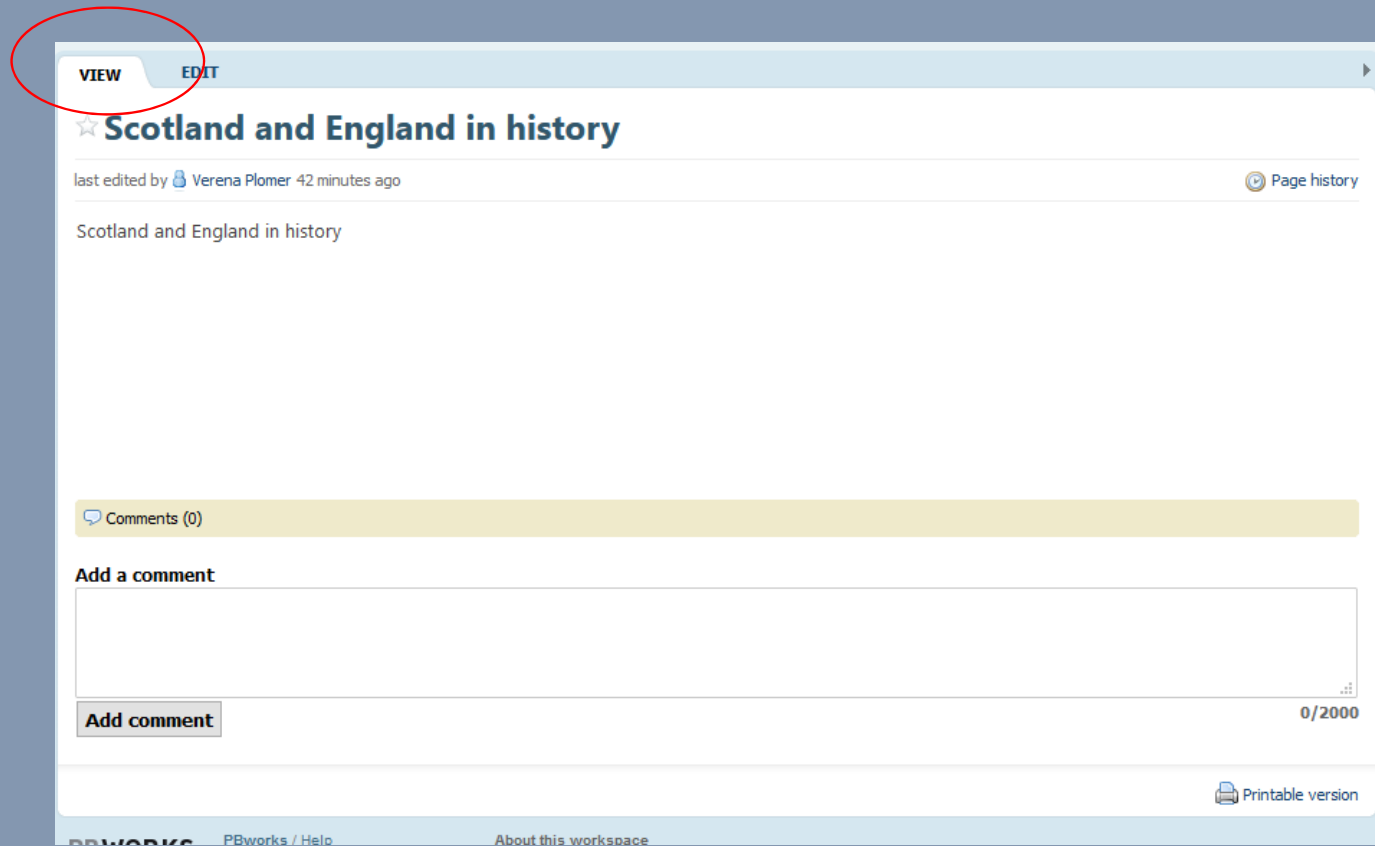 VIEW EDIT
Scotland and England in history
last edited by Verena Plomer 42 minutes ago Page history
Scotland and England in history
Comments (0)
Add a comment
Add comment 0/2000
Printable version
PBWORKS PBworks / Help About this workspace